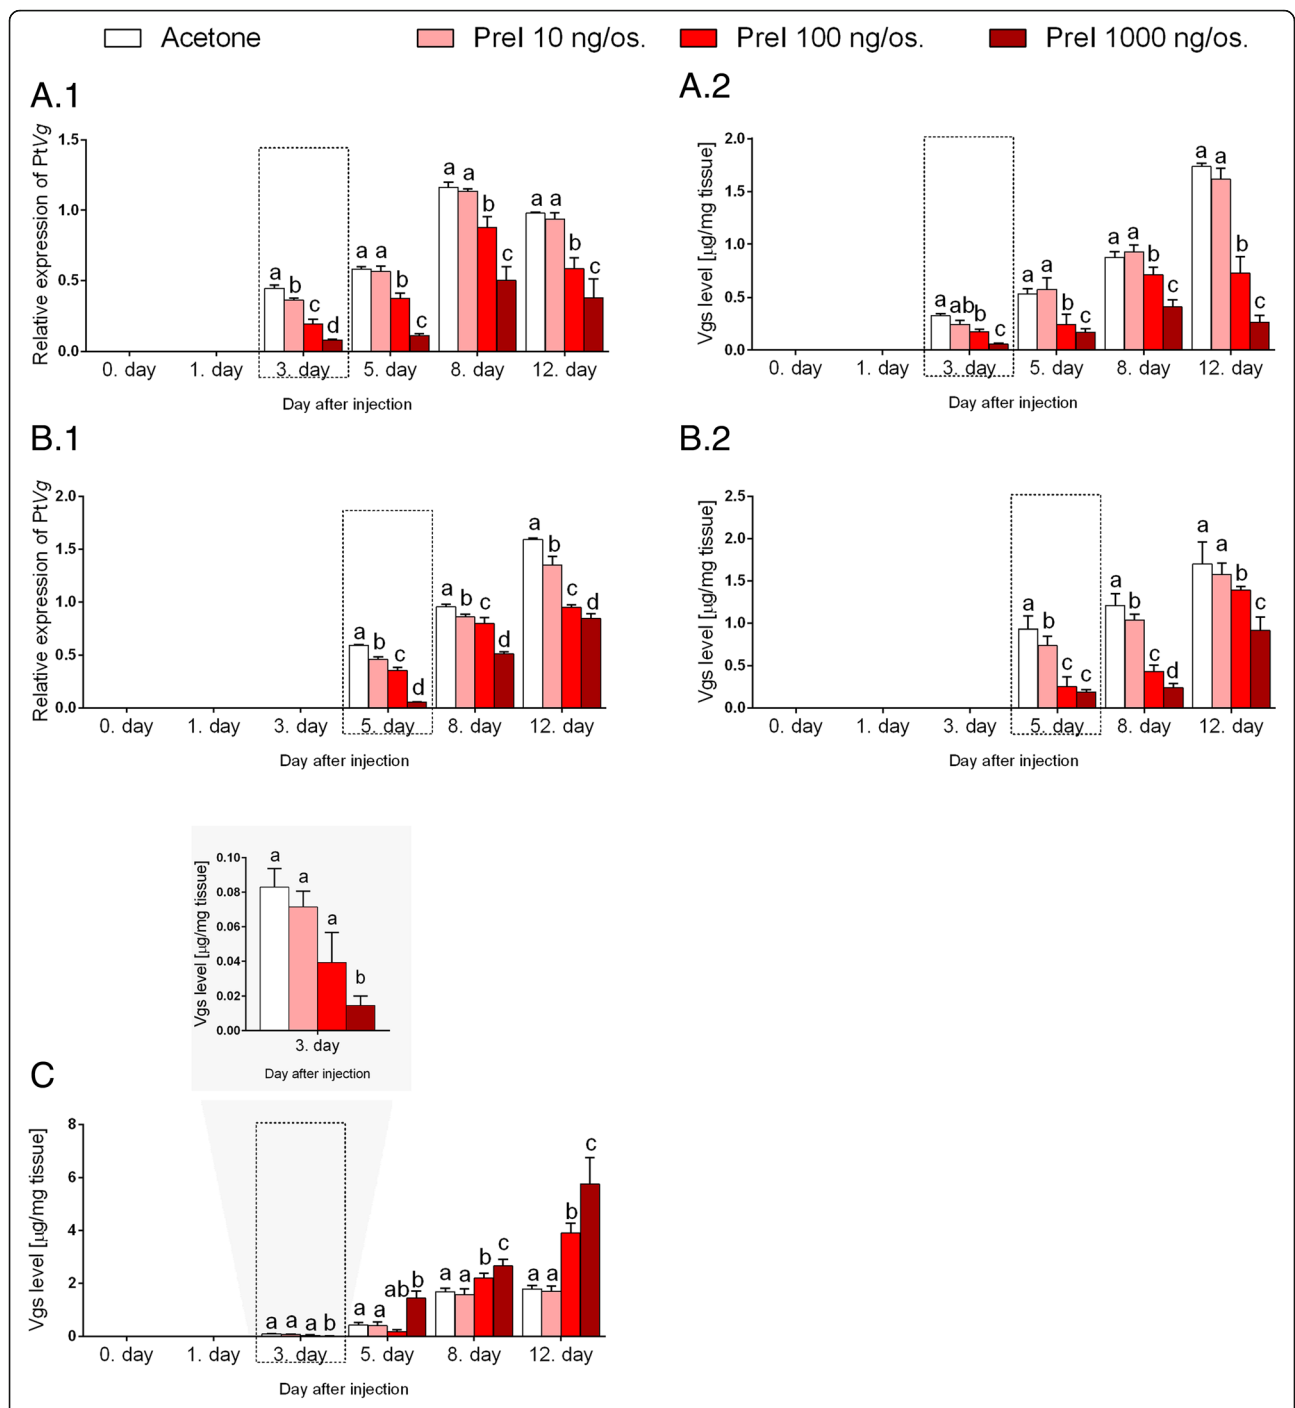 Acetone PreI 10 ng/os. PreI 100 ng/os. PreI 1000 ng/os.
A.1
Relative expression of PtVg
1.5
1.0
0.5
0.0
a b c d
a a b c
a a b c
a a b c
0. day 1. day 3. day 5. day 8. day 12. day
Day after injection
A.2
Vgs level [µg/mg tissue]
2.0
1.5
1.0
0.5
0.0
a ab b c
a a b c
a a b c
a a b c
0. day 1. day 3. day 5. day 8. day 12. day
Day after injection
B.1
Relative expression of PtVg
2.0
1.5
1.0
0.5
0.0
a b c d
a b c d
a b c d
0. day 1. day 3. day 5. day 8. day 12. day
Day after injection
B.2
Vgs level [µg/mg tissue]
2.5
2.0
1.5
1.0
0.5
0.0
a b c c
a b c d
a a b c
0. day 1. day 3. day 5. day 8. day 12. day
Day after injection
Vgs level [µg/mg tissue]
0.10
0.08
0.06
0.04
0.02
0.00
a a a b
3. day
Day after injection
C
Vgs level [µg/mg tissue]
8
6
4
2
0
a a a b
a a ab b
a a b c
a a b c
0. day 1. day 3. day 5. day 8. day 12. day
Day after injection